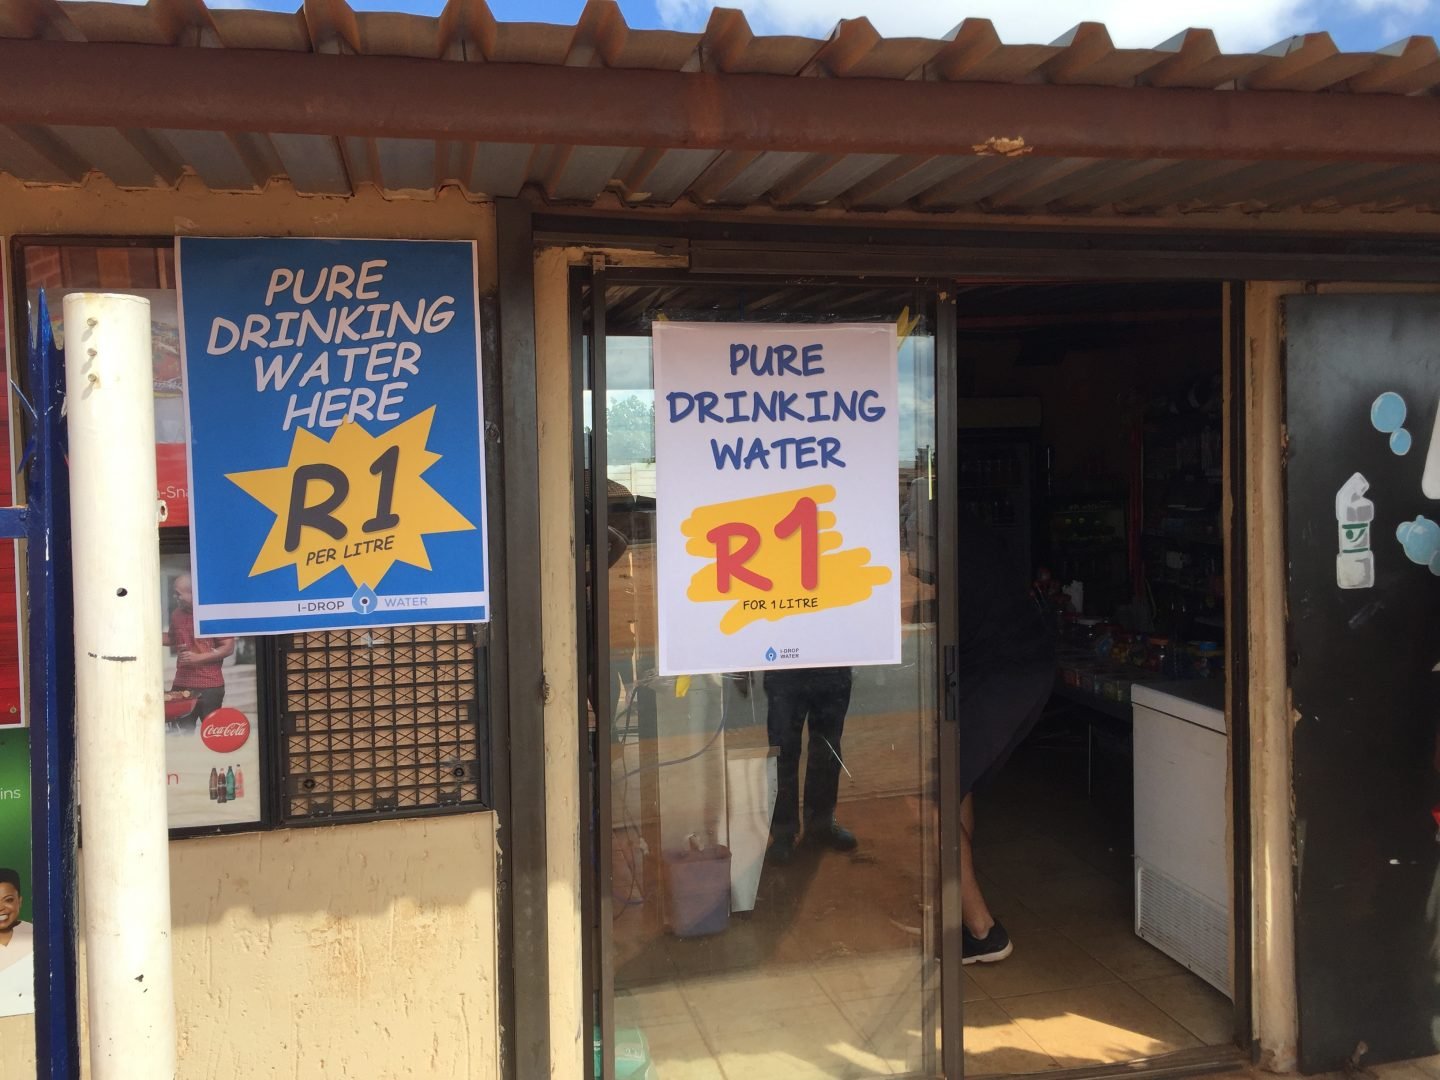 PURE
DRINKING
WATER
HERE
R1
PER LITRE
I-DROP WATER
PURE
DRINKING
WATER
R1
FOR 1 LITRE
I-DROP
WATER
Coca-Cola